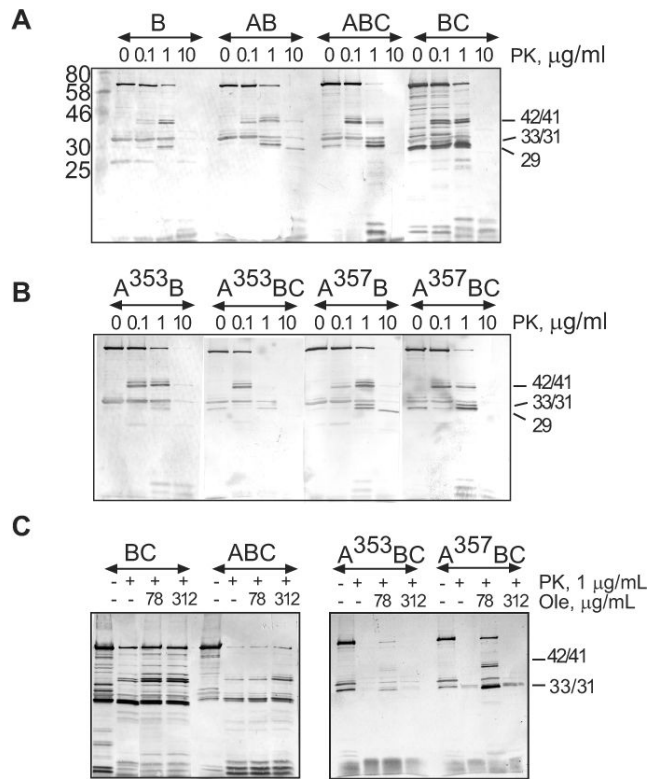 A
B AB ABC BC
0 0.1 1 10 0 0.1 1 10 0 0.1 1 10 0 0.1 1 10 PK, µg/ml
80
58
46
30
25
42/41
33/31
29
B
A353B A353BC A357B A357BC
0 0.1 1 10 0 0.1 1 10 0 0.1 1 10 0 0.1 1 10 PK, µg/ml
42/41
33/31
29
C
BC ABC A353BC A357BC
- + + + - + + + - + + + - + + + PK, 1 µg/mL
- - 78 312 - - 78 312 - - 78 312 - - 78 312 Ole, µg/mL
42/41
33/31